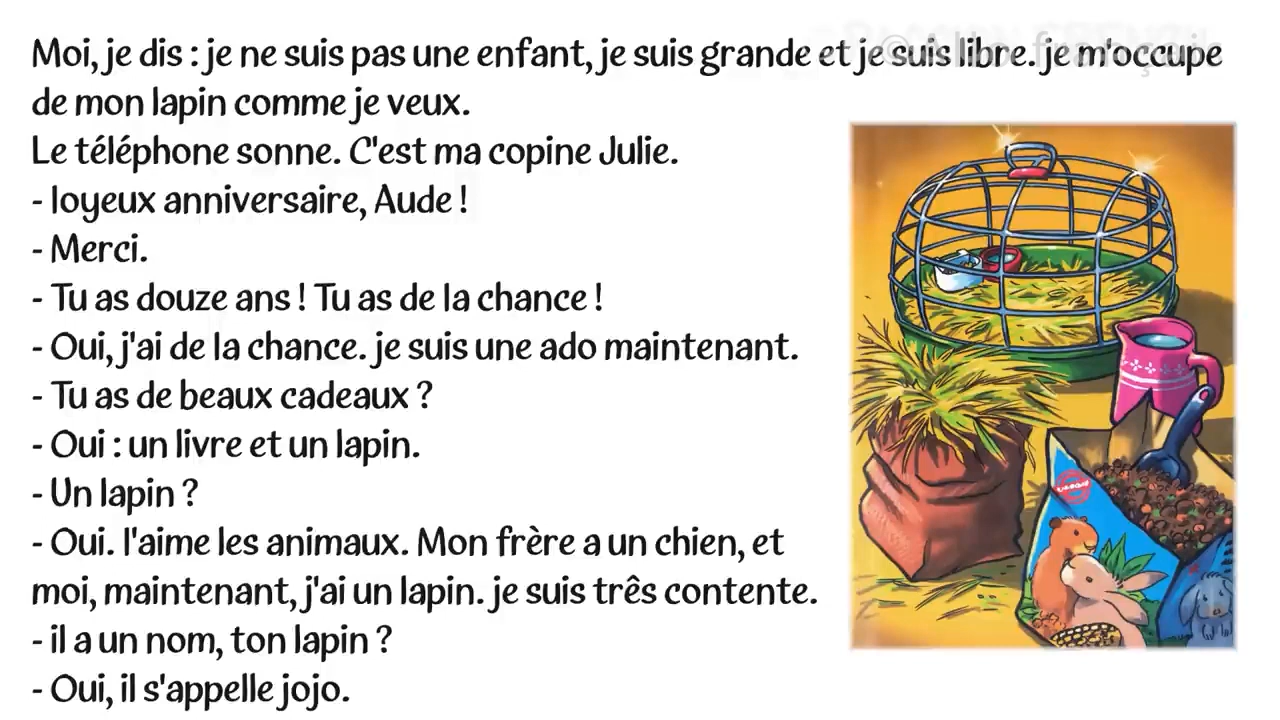 Moi, je dis : je ne suis pas une enfant, je suis grande et je suis libre. je m'occupe
de mon lapin comme je veux.
Le téléphone sonne. C'est ma copine Julie.
- loyeux anniversaire, Aude !
- Merci.
- Tu as douze ans ! Tu as de la chance !
- Oui, j'ai de la chance. je suis une ado maintenant.
- Tu as de beaux cadeaux ?
- Oui : un livre et un lapin.
- Un lapin ?
- Oui. l'aime les animaux. Mon frère a un chien, et
moi, maintenant, j'ai un lapin. je suis três contente.
- il a un nom, ton lapin ?
- Oui, il s'appelle jojo.